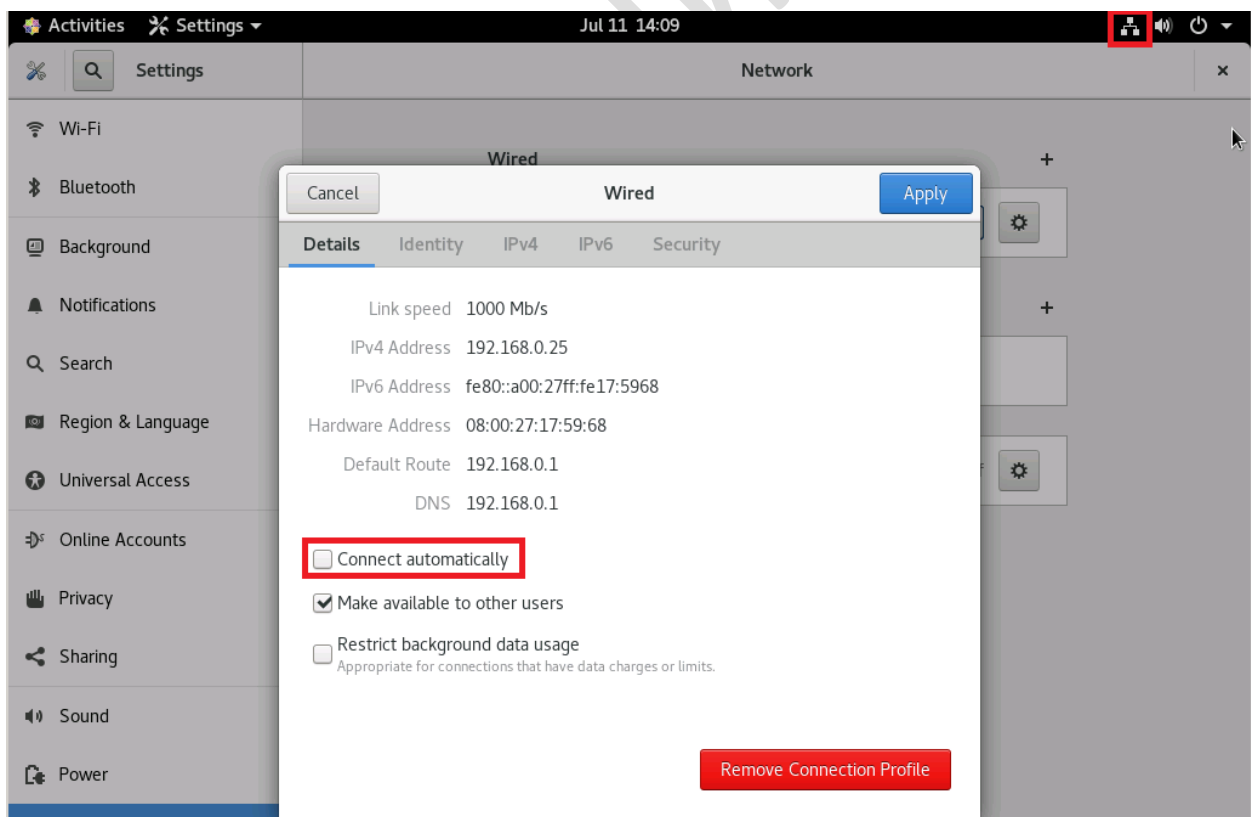 Activities Settings Jul 11 14:09
Settings Network
Wi-Fi
Bluetooth
Background
Notifications
Search
Region & Language
Universal Access
Online Accounts
Privacy
Sharing
Sound
Power
Wired
Cancel Wired Apply
Details Identity IPv4 IPv6 Security
Link speed 1000 Mb/s
IPv4 Address 192.168.0.25
IPv6 Address fe80::a00:27ff:fe17:5968
Hardware Address 08:00:27:17:59:68
Default Route 192.168.0.1
DNS 192.168.0.1
Connect automatically
Make available to other users
Restrict background data usage
Appropriate for connections that have data charges or limits.
Remove Connection Profile